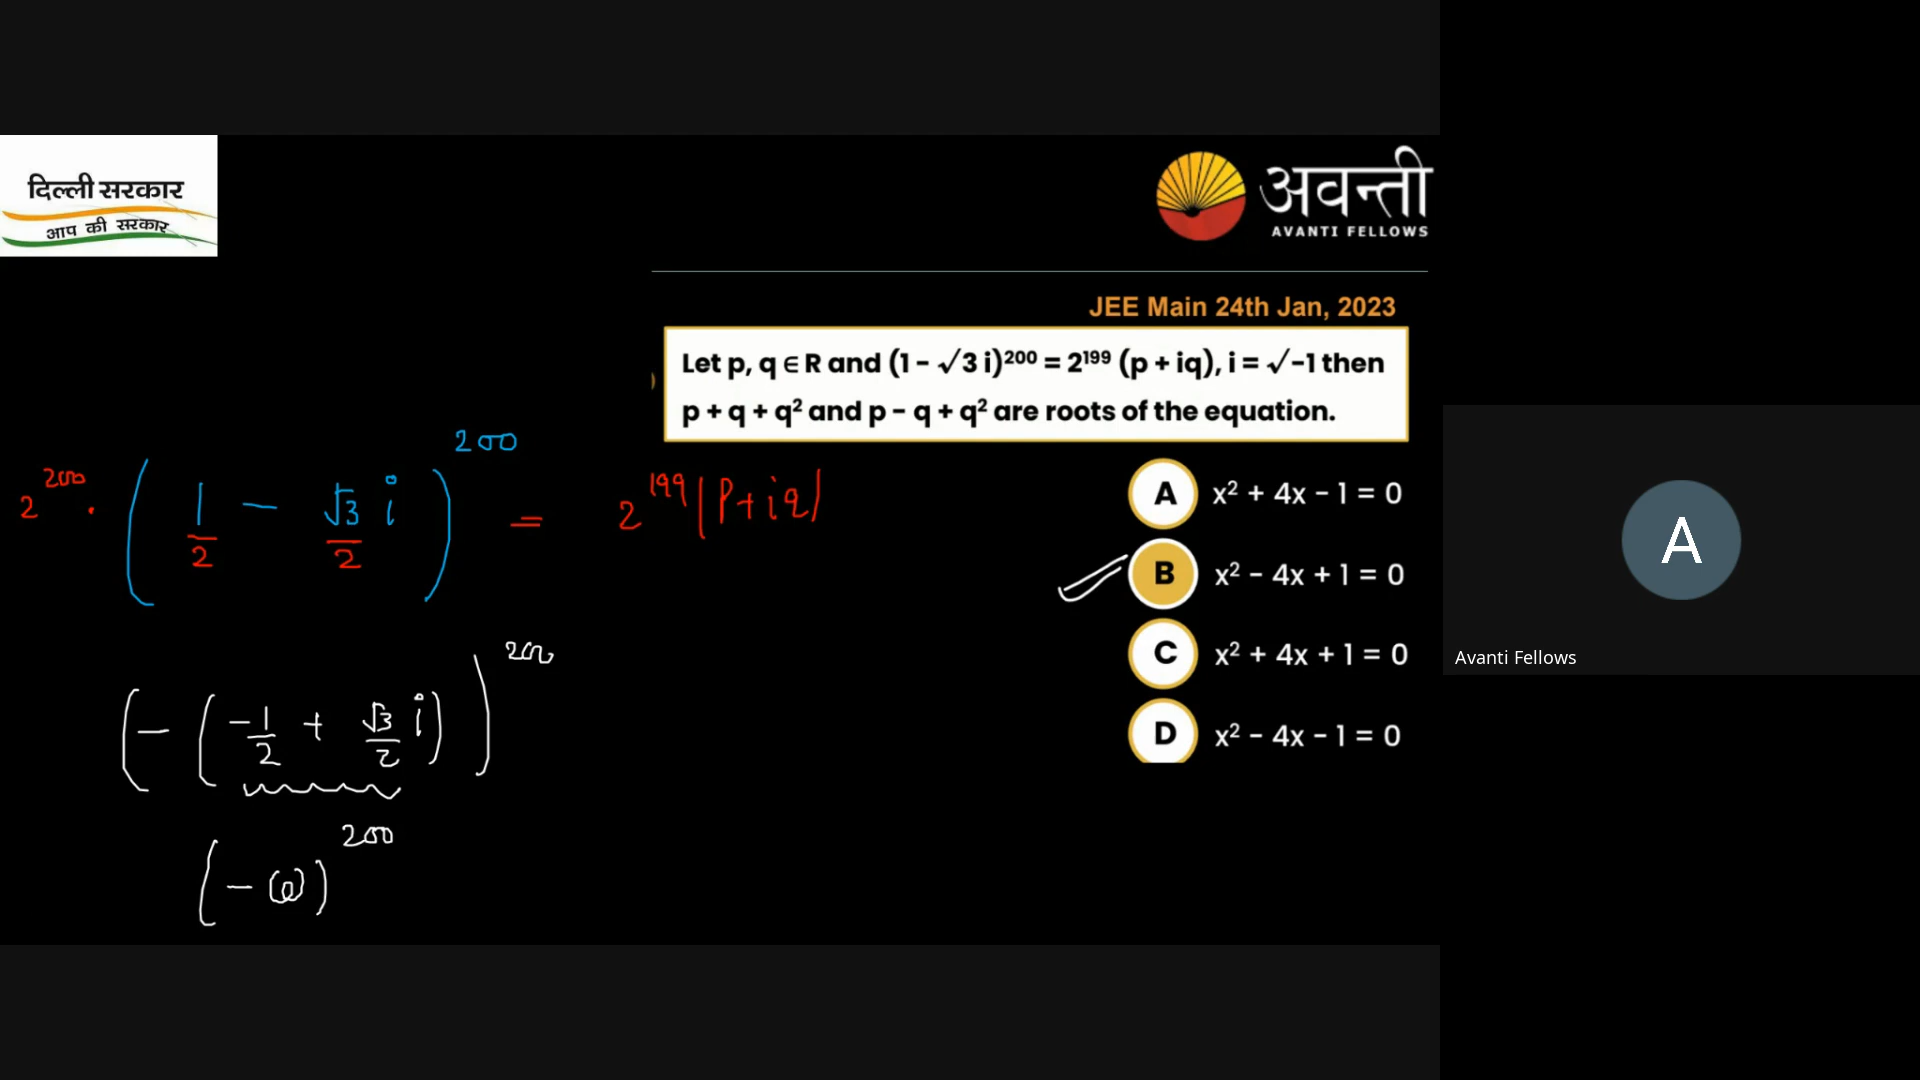 दिल्ली सरकार
आप की सरकार
अवन्ती
AVANTI FELLOWS
JEE Main 24th Jan, 2023
Let p, q ∈ R and (1 - √3 i)²⁰⁰ = 2¹⁹⁹ (p + iq), i = √-1 then
p + q + q² and p - q + q² are roots of the equation.
A x² + 4x - 1 = 0
B x² - 4x + 1 = 0
C x² + 4x + 1 = 0
D x² - 4x - 1 = 0
2²⁰⁰ · (1/2 - √3/2 i)²⁰⁰ = 2¹⁹⁹ (P + iq)
(-(-1/2 + √3/2 i))²⁰⁰
(-ω)²⁰⁰
A
Avanti Fellows